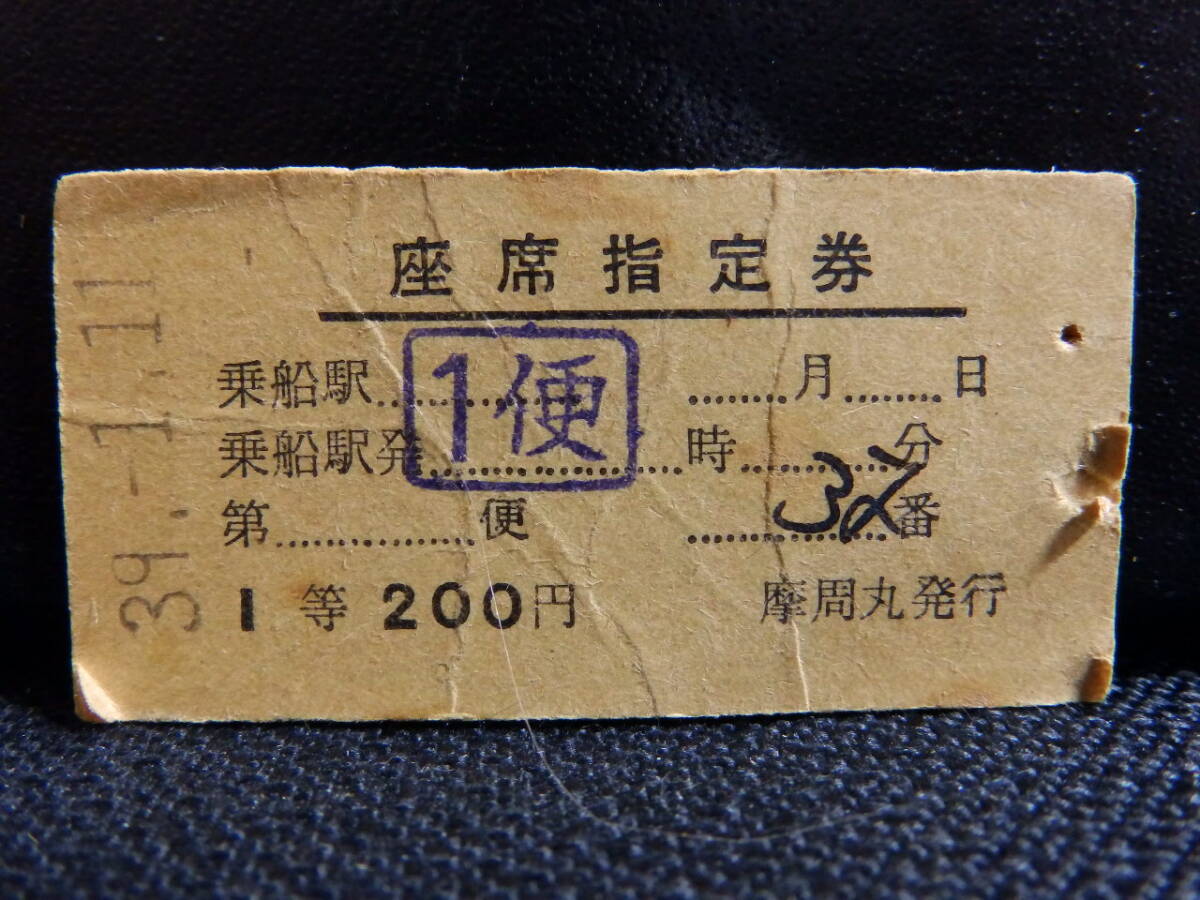 座席指定券
乗船駅 1便 月 日
乗船駅発 時 分
第 便 32番
1等 200円 摩周丸発行
39.-1.11